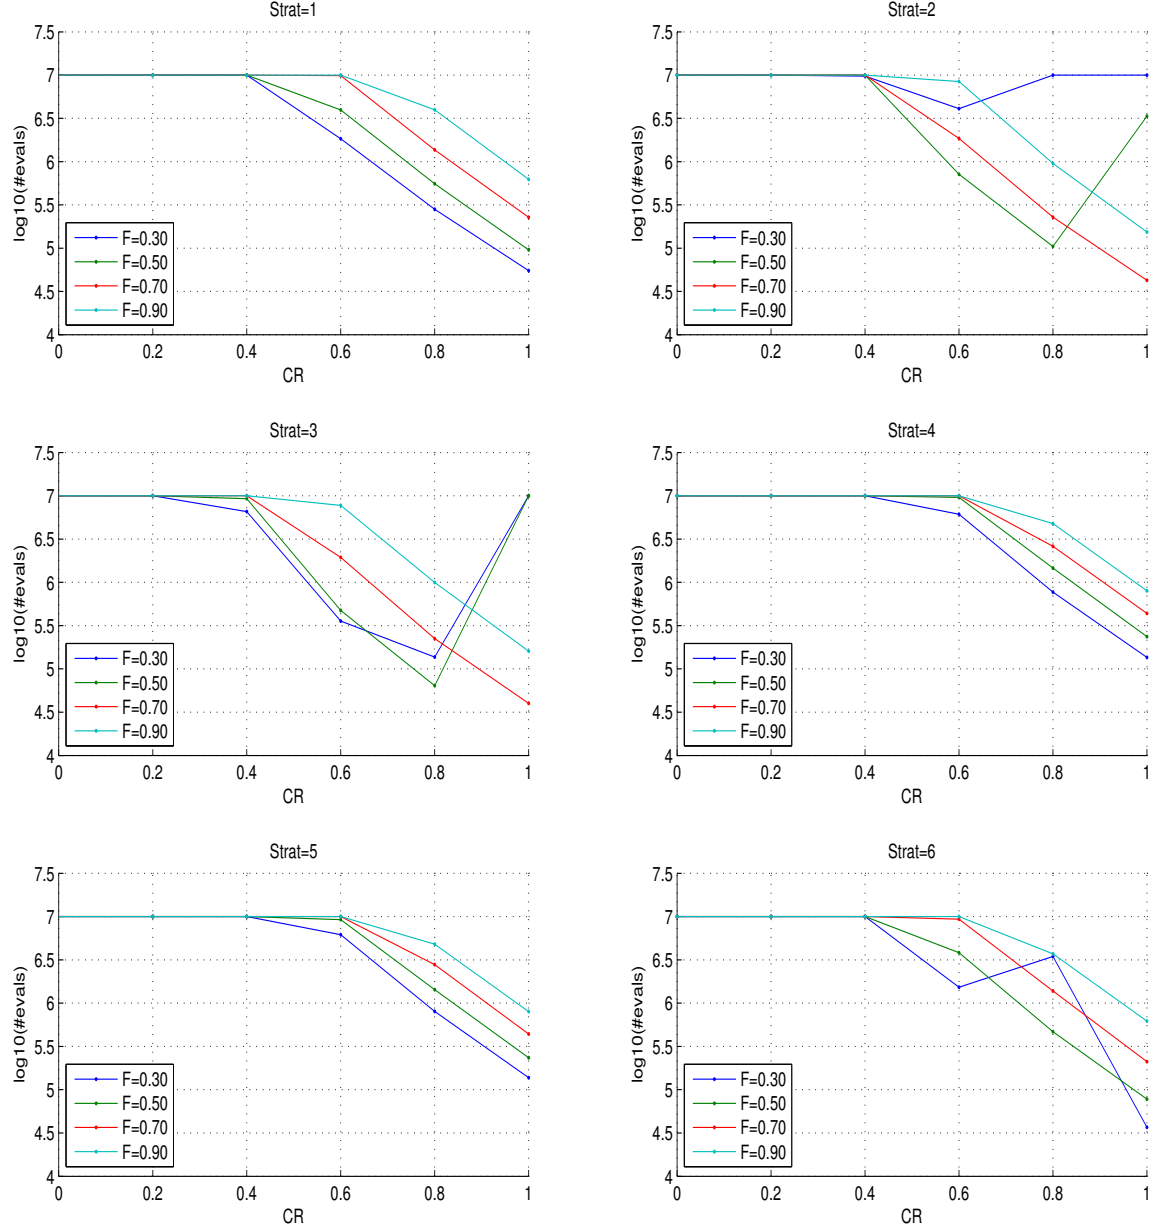 Strat=1
7.5
7
6.5
6
5.5
5
4.5
4
log10(#evals)
F=0.30
F=0.50
F=0.70
F=0.90
0 0.2 0.4 0.6 0.8 1
CR
Strat=2
7.5
7
6.5
6
5.5
5
4.5
4
log10(#evals)
F=0.30
F=0.50
F=0.70
F=0.90
0 0.2 0.4 0.6 0.8 1
CR
Strat=3
7.5
7
6.5
6
5.5
5
4.5
4
log10(#evals)
F=0.30
F=0.50
F=0.70
F=0.90
0 0.2 0.4 0.6 0.8 1
CR
Strat=4
7.5
7
6.5
6
5.5
5
4.5
4
log10(#evals)
F=0.30
F=0.50
F=0.70
F=0.90
0 0.2 0.4 0.6 0.8 1
CR
Strat=5
7.5
7
6.5
6
5.5
5
4.5
4
log10(#evals)
F=0.30
F=0.50
F=0.70
F=0.90
0 0.2 0.4 0.6 0.8 1
CR
Strat=6
7.5
7
6.5
6
5.5
5
4.5
4
log10(#evals)
F=0.30
F=0.50
F=0.70
F=0.90
0 0.2 0.4 0.6 0.8 1
CR